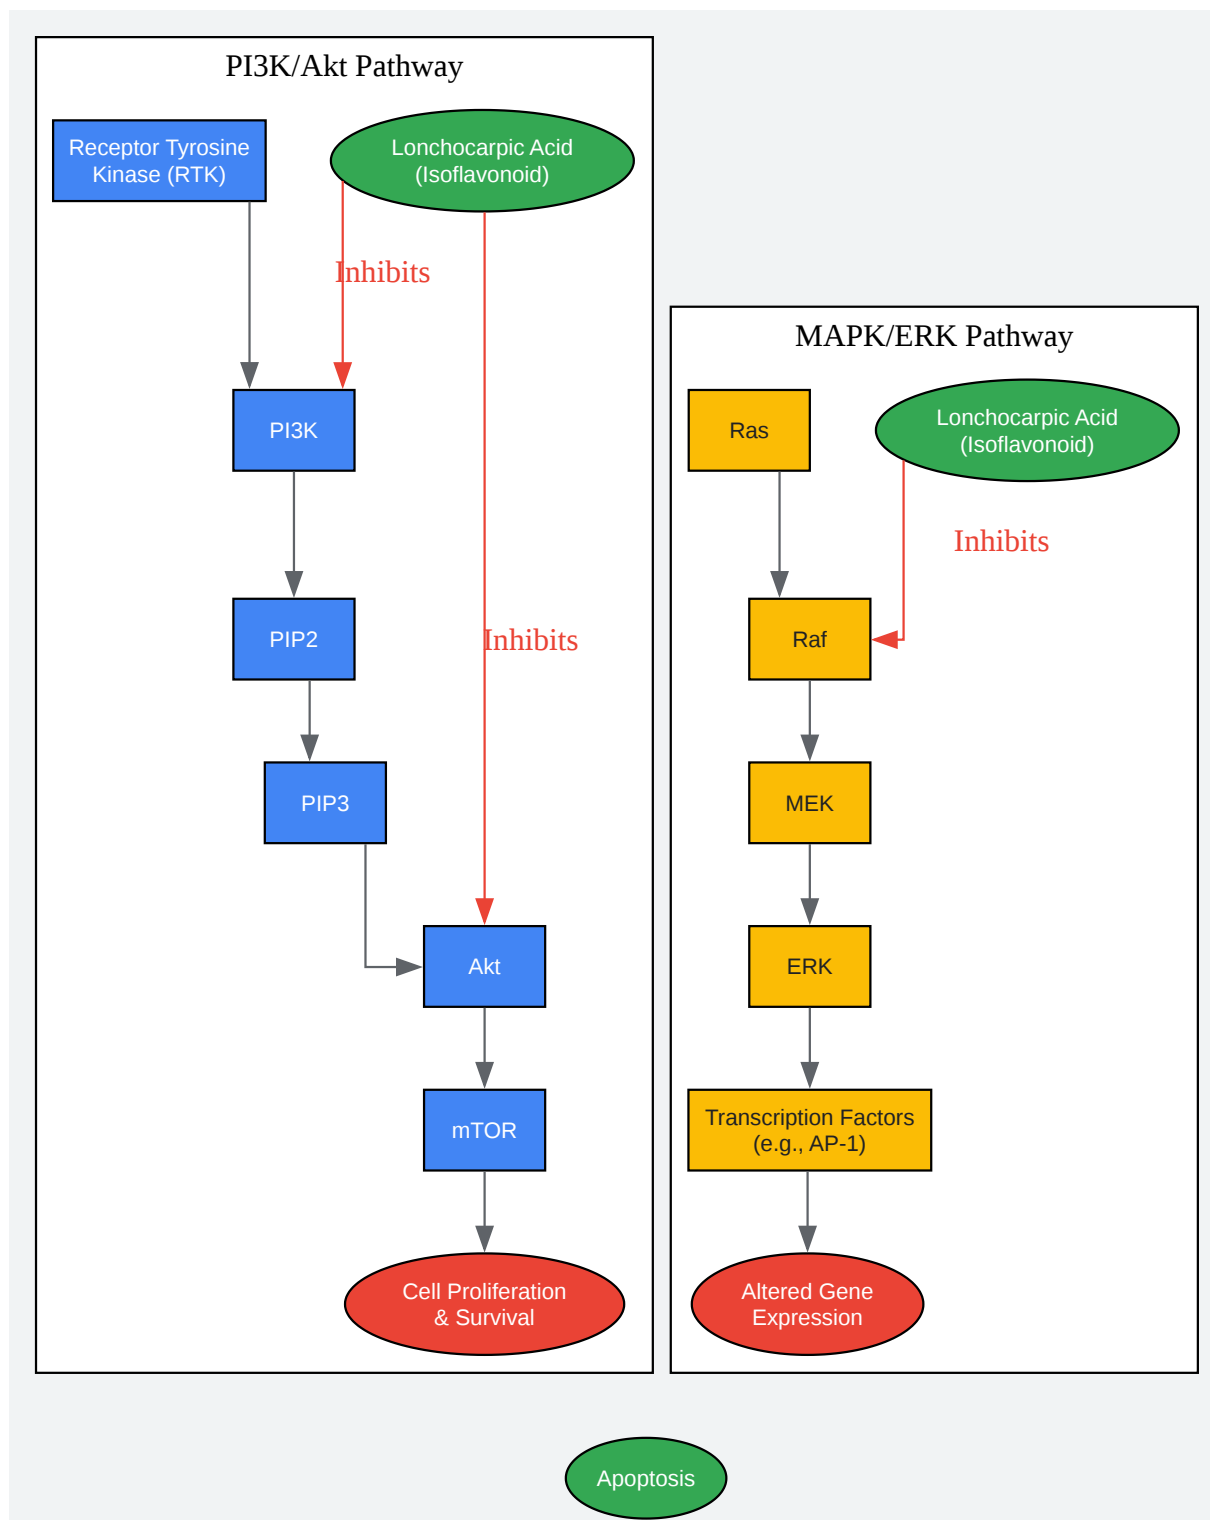 PI3K/Akt Pathway
Receptor Tyrosine
Kinase (RTK)
Lonchocarpic Acid
(Isoflavonoid)
Inhibits
PI3K
Inhibits
PIP2
PIP3
Akt
mTOR
Cell Proliferation
& Survival
MAPK/ERK Pathway
Ras
Lonchocarpic Acid
(Isoflavonoid)
Inhibits
Raf
MEK
ERK
Transcription Factors
(e.g., AP-1)
Altered Gene
Expression
Apoptosis